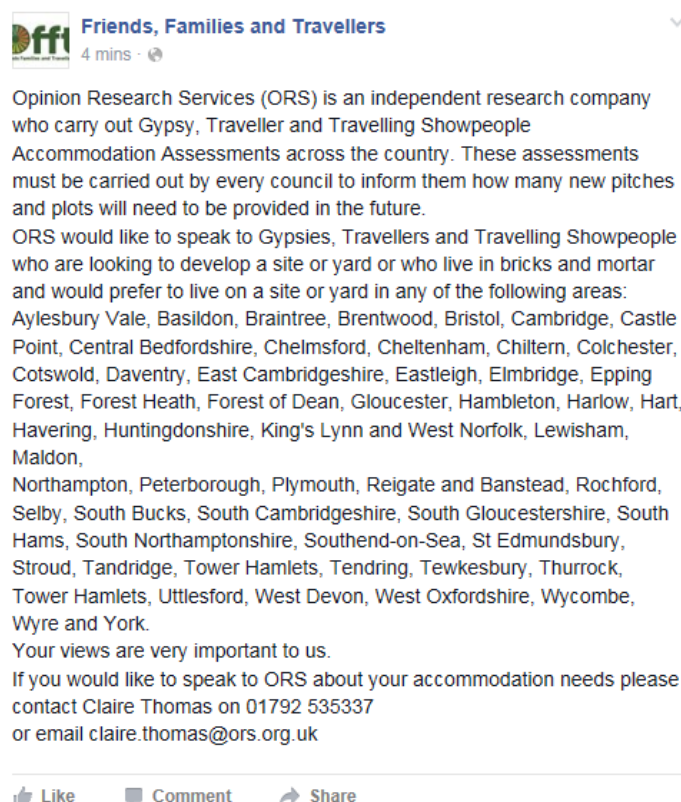 fft
Friends, Families and Travellers
4 mins ·
Opinion Research Services (ORS) is an independent research company
who carry out Gypsy, Traveller and Travelling Showpeople
Accommodation Assessments across the country. These assessments
must be carried out by every council to inform them how many new pitches
and plots will need to be provided in the future.
ORS would like to speak to Gypsies, Travellers and Travelling Showpeople
who are looking to develop a site or yard or who live in bricks and mortar
and would prefer to live on a site or yard in any of the following areas:
Aylesbury Vale, Basildon, Braintree, Brentwood, Bristol, Cambridge, Castle
Point, Central Bedfordshire, Chelmsford, Cheltenham, Chiltern, Colchester,
Cotswold, Daventry, East Cambridgeshire, Eastleigh, Elmbridge, Epping
Forest, Forest Heath, Forest of Dean, Gloucester, Hambleton, Harlow, Hart,
Havering, Huntingdonshire, King's Lynn and West Norfolk, Lewisham,
Maldon,
Northampton, Peterborough, Plymouth, Reigate and Banstead, Rochford,
Selby, South Bucks, South Cambridgeshire, South Gloucestershire, South
Hams, South Northamptonshire, Southend-on-Sea, St Edmundsbury,
Stroud, Tandridge, Tower Hamlets, Tendring, Tewkesbury, Thurrock,
Tower Hamlets, Uttlesford, West Devon, West Oxfordshire, Wycombe,
Wyre and York.
Your views are very important to us.
If you would like to speak to ORS about your accommodation needs please
contact Claire Thomas on 01792 535337
or email claire.thomas@ors.org.uk
Like Comment Share